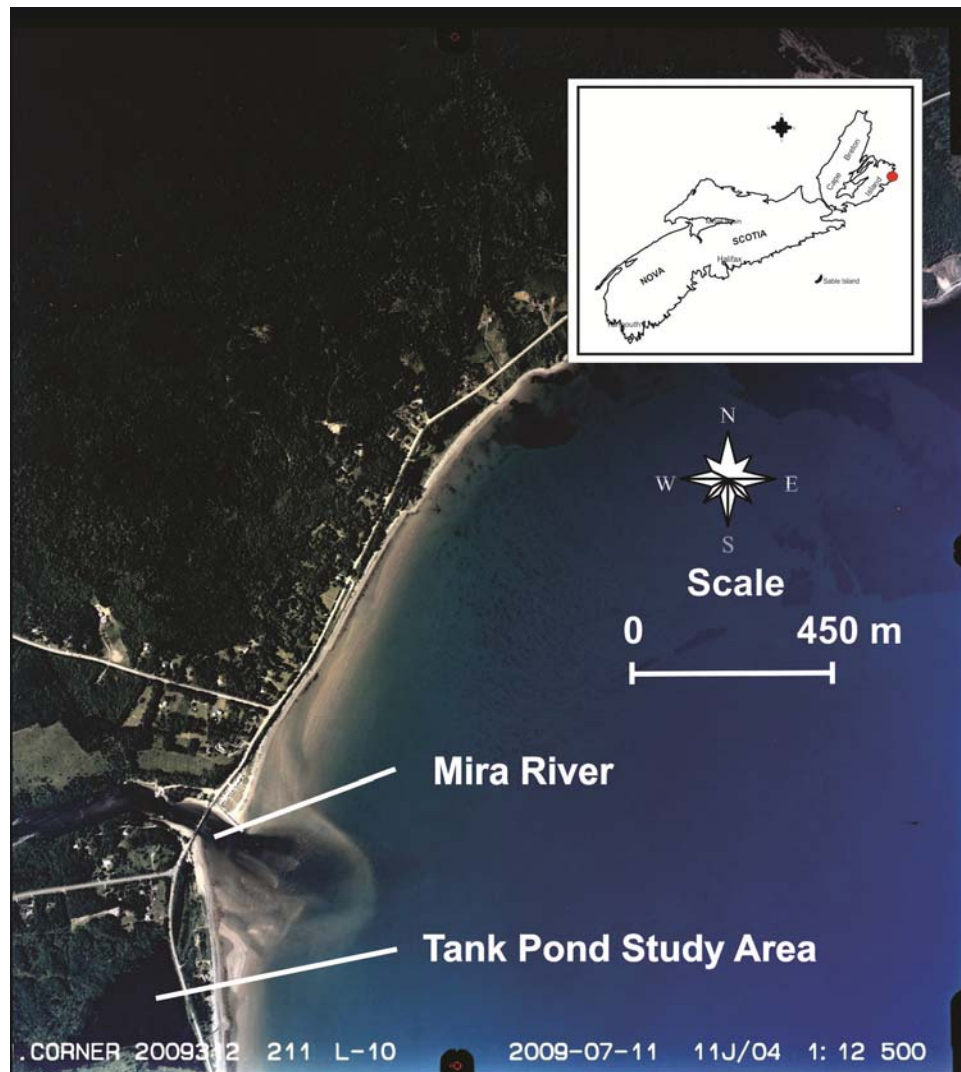 Cape Breton
Island
SCOTIA
NOVA
Halifax
Sable Island
N
W
E
S
Scale
0 450 m
Mira River
Tank Pond Study Area
.CORNER 2009312 211 L-10 2009-07-11 11J/04 1: 12 500